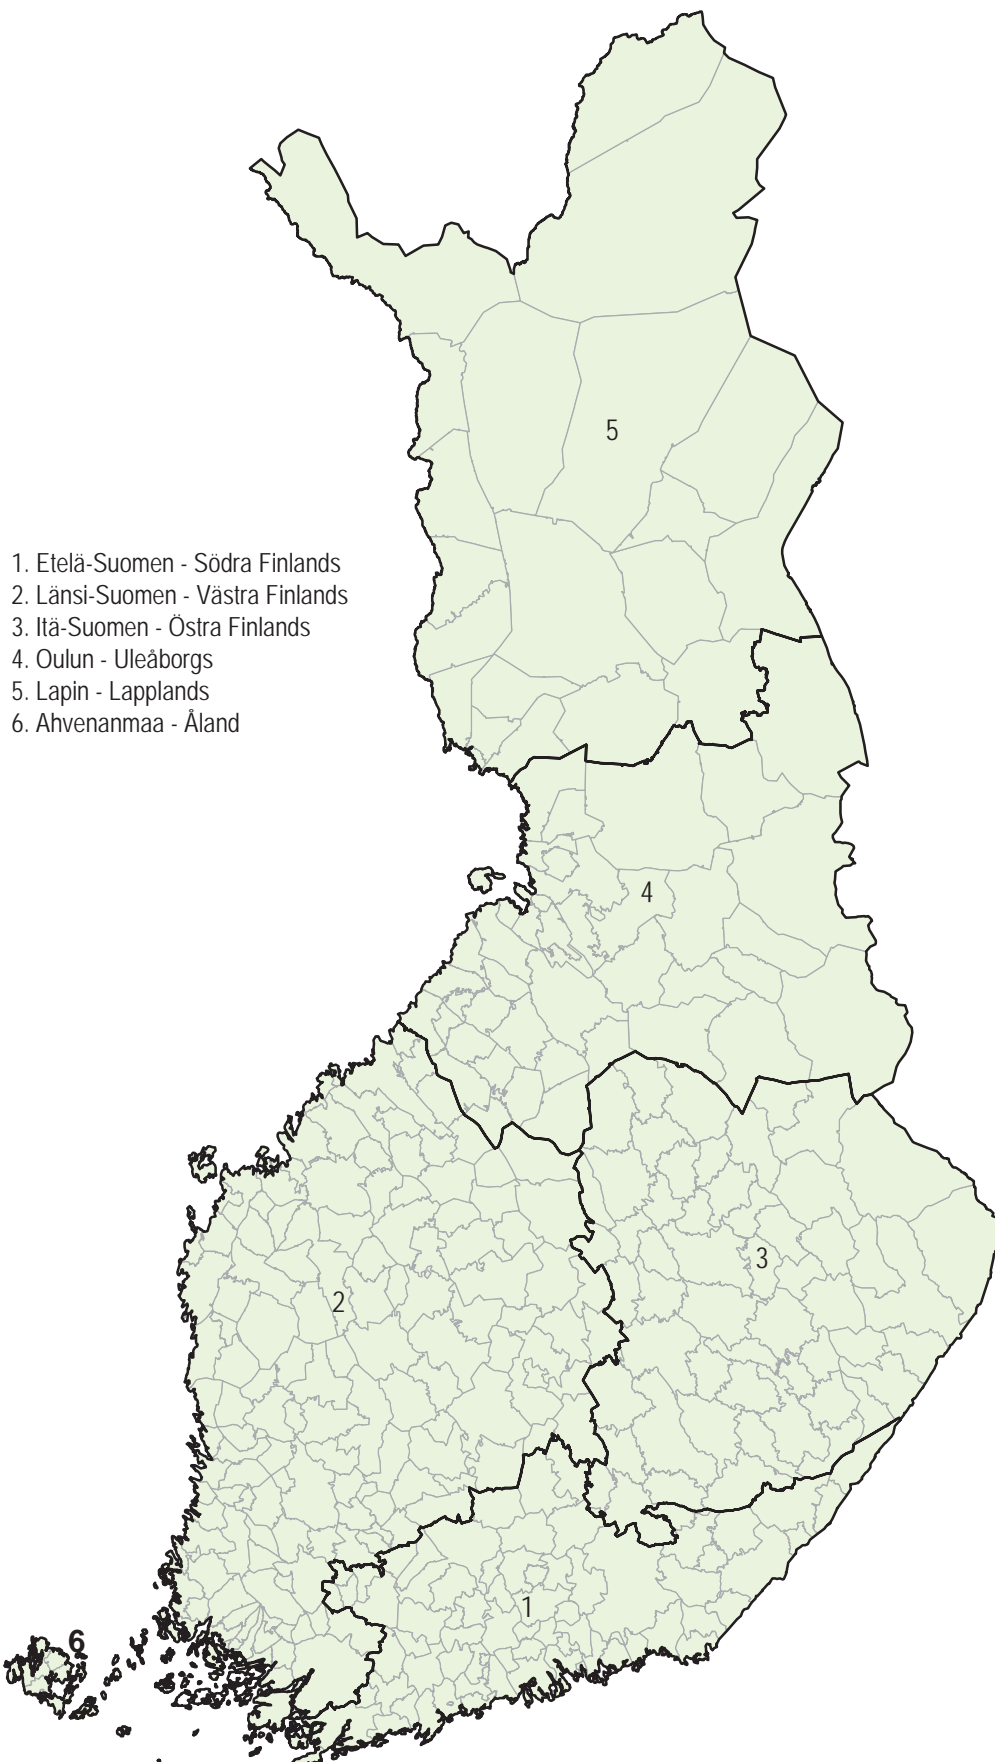 5
1. Etelä-Suomen - Södra Finlands
2. Länsi-Suomen - Västra Finlands
3. Itä-Suomen - Östra Finlands
4. Oulun - Uleåborgs
5. Lapin - Lapplands
6. Ahvenanmaa - Åland
4
3
2
1
6